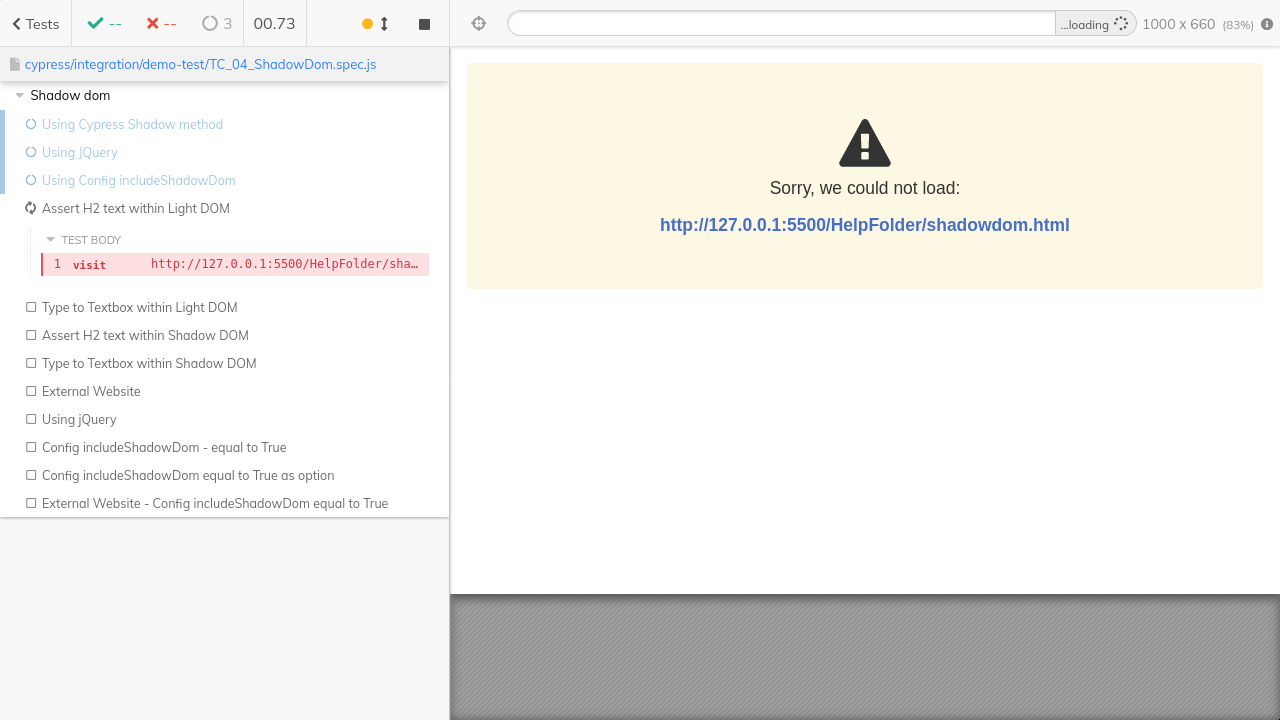 Tests -- -- 3 00.73 ...loading 1000 x 660 (83%)
cypress/integration/demo-test/TC_04_ShadowDom.spec.js
Shadow dom
Using Cypress Shadow method
Using JQuery
Using Config includeShadowDom
Assert H2 text within Light DOM
TEST BODY
1 visit http://127.0.0.1:5500/HelpFolder/sha…
Type to Textbox within Light DOM
Assert H2 text within Shadow DOM
Type to Textbox within Shadow DOM
External Website
Using jQuery
Config includeShadowDom - equal to True
Config includeShadowDom equal to True as option
External Website - Config includeShadowDom equal to True
Sorry, we could not load:
http://127.0.0.1:5500/HelpFolder/shadowdom.html